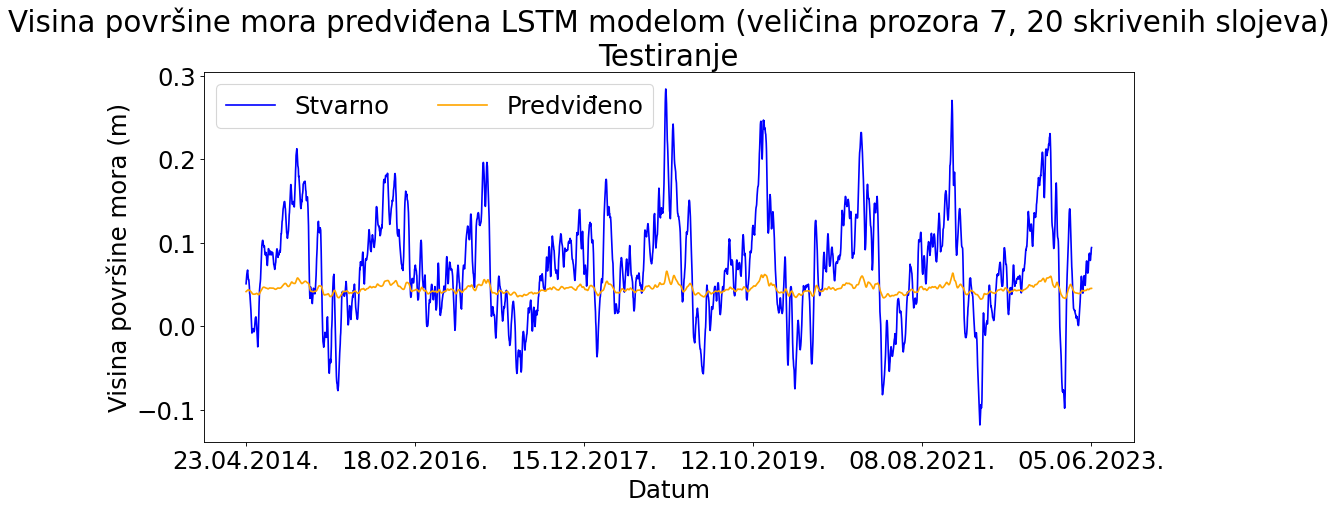 Visina površine mora predviđena LSTM modelom (veličina prozora 7, 20 skrivenih slojeva)
Testiranje
Stvarno
Predviđeno
Visina površine mora (m)
0.3
0.2
0.1
0.0
−0.1
23.04.2014.
18.02.2016.
15.12.2017.
12.10.2019.
08.08.2021.
05.06.2023.
Datum